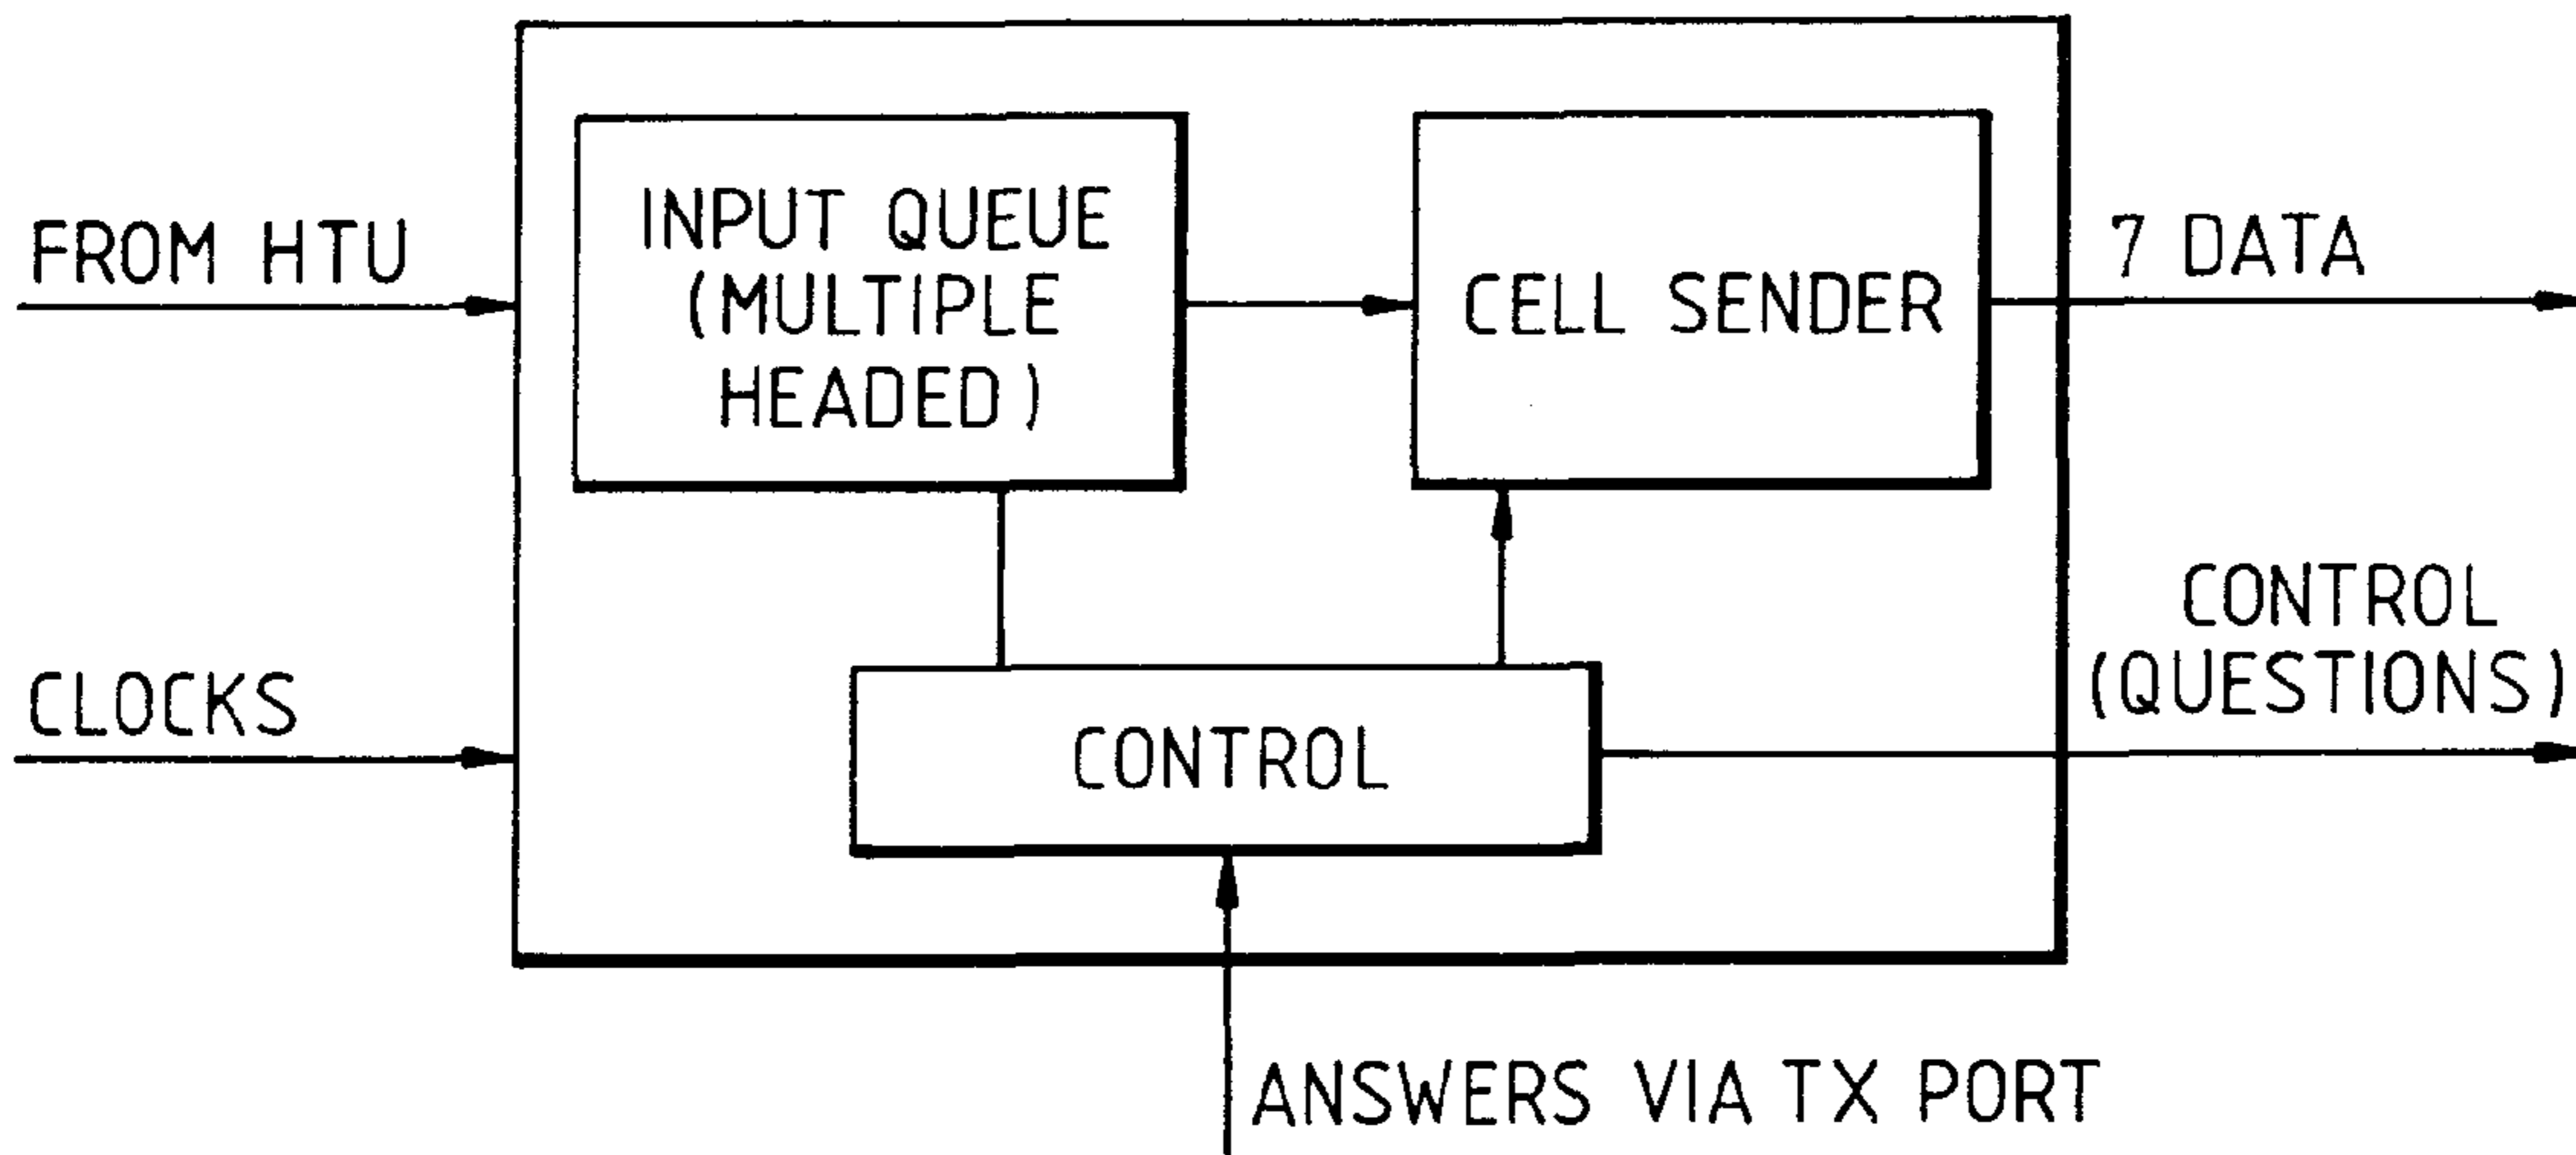 FROM HTU
INPUT QUEUE
(MULTIPLE
HEADED)
CELL SENDER
7 DATA
CONTROL
(QUESTIONS)
CLOCKS
CONTROL
ANSWERS VIA TX PORT